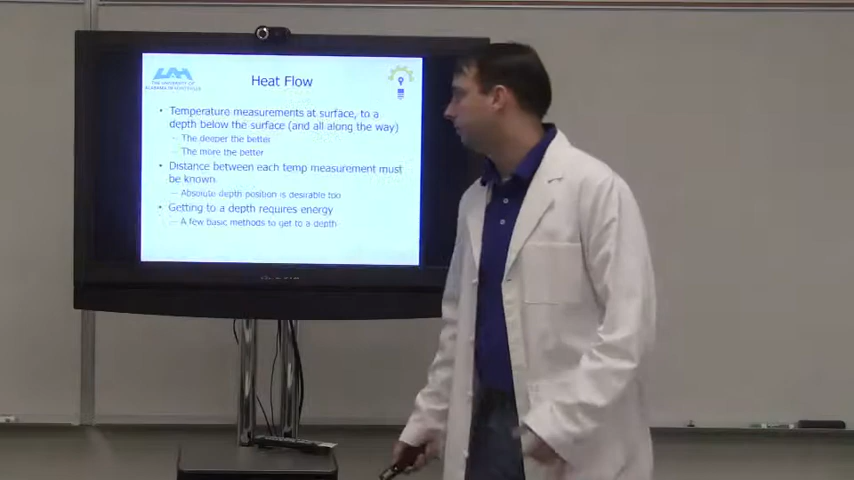 UAH
THE UNIVERSITY OF
ALABAMA IN HUNTSVILLE
Heat Flow
• Temperature measurements at surface, to a
depth below the surface (and all along the way)
– The deeper the better
– The more the better
• Distance between each temp measurement must
be known
– Absolute depth position is desirable too
• Getting to a depth requires energy
– A few basic methods to get to a depth